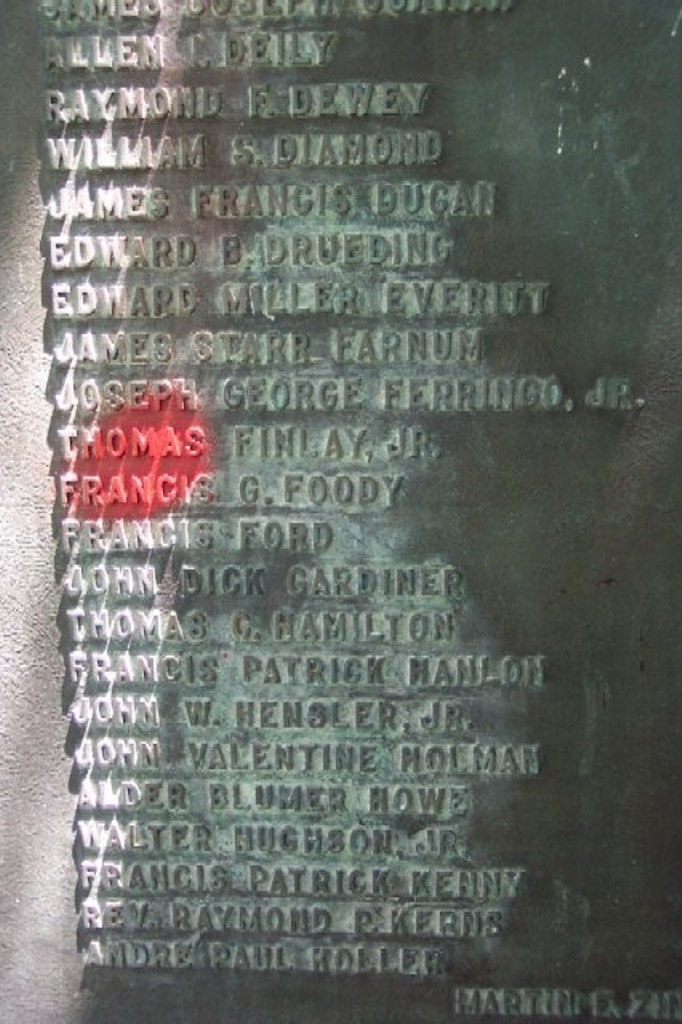 JAMES JOSEPH
ALLEN I. DEILY
RAYMOND F. DEWEY
WILLIAM S. DIAMOND
JAMES FRANCIS DUGAN
EDWARD B. DRUEDING
EDWARD MILLER EVERITT
JAMES STARR FARNUM
JOSEPH GEORGE FERRINGO, JR.
THOMAS FINLAY, JR.
FRANCIS G. FOODY
FRANCIS FORD
JOHN DICK GARDINER
THOMAS G. HAMILTON
FRANCIS PATRICK HANLON
JOHN W. HENSLER, JR.
JOHN VALENTINE HOLMAN
ALDER BLUMER HOWE
WALTER HUGHSON, JR.
FRANCIS PATRICK KENNY
REV. RAYMOND P. KERNS
ANDRE PAUL KOLLER
MARTIN